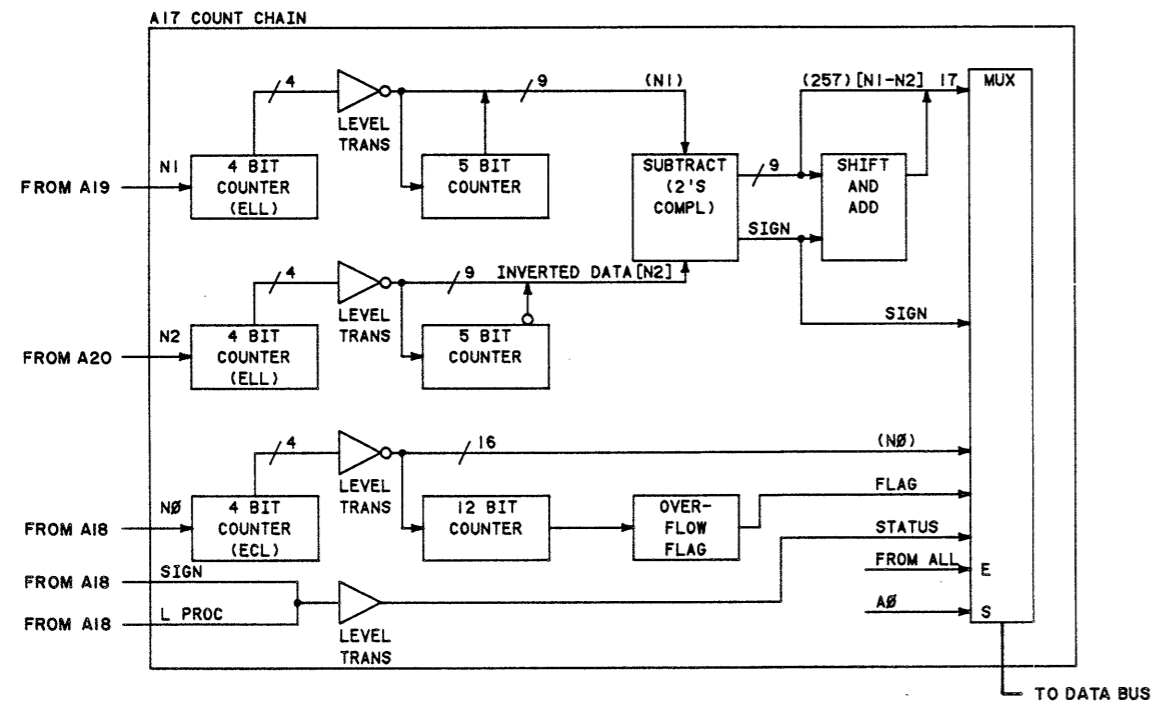 A17 COUNT CHAIN
4
9
(N1)
(257)[N1-N2] 17
MUX
LEVEL
TRANS
N1
4 BIT
COUNTER
(ELL)
5 BIT
COUNTER
SUBTRACT
(2'S
COMPL)
9
SHIFT
AND
ADD
FROM A19
SIGN
4
9
INVERTED DATA[N2]
LEVEL
TRANS
SIGN
N2
4 BIT
COUNTER
(ELL)
5 BIT
COUNTER
FROM A20
4
16
(NØ)
LEVEL
TRANS
FLAG
NØ
4 BIT
COUNTER
(ECL)
12 BIT
COUNTER
OVER-
FLOW
FLAG
FROM A18
STATUS
FROM ALL
E
SIGN
FROM A18
AØ
S
L PROC
FROM A18
LEVEL
TRANS
TO DATA BUS